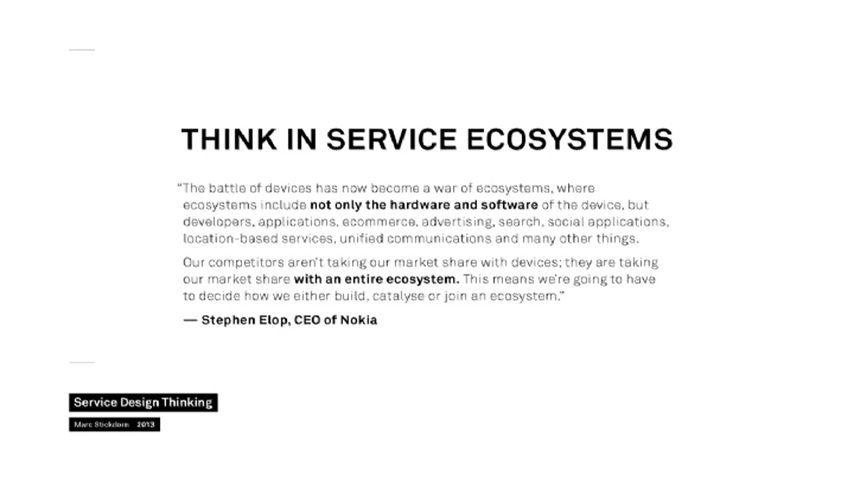 THINK IN SERVICE ECOSYSTEMS
“The battle of devices has now become a war of ecosystems, where
ecosystems include not only the hardware and software of the device, but
developers, applications, ecommerce, advertising, search, social applications,
location-based services, unified communications and many other things.
Our competitors aren’t taking our market share with devices; they are taking
our market share with an entire ecosystem. This means we’re going to have
to decide how we either build, catalyse or join an ecosystem.”
— Stephen Elop, CEO of Nokia
Service Design Thinking
Marc Stickdorn 2013